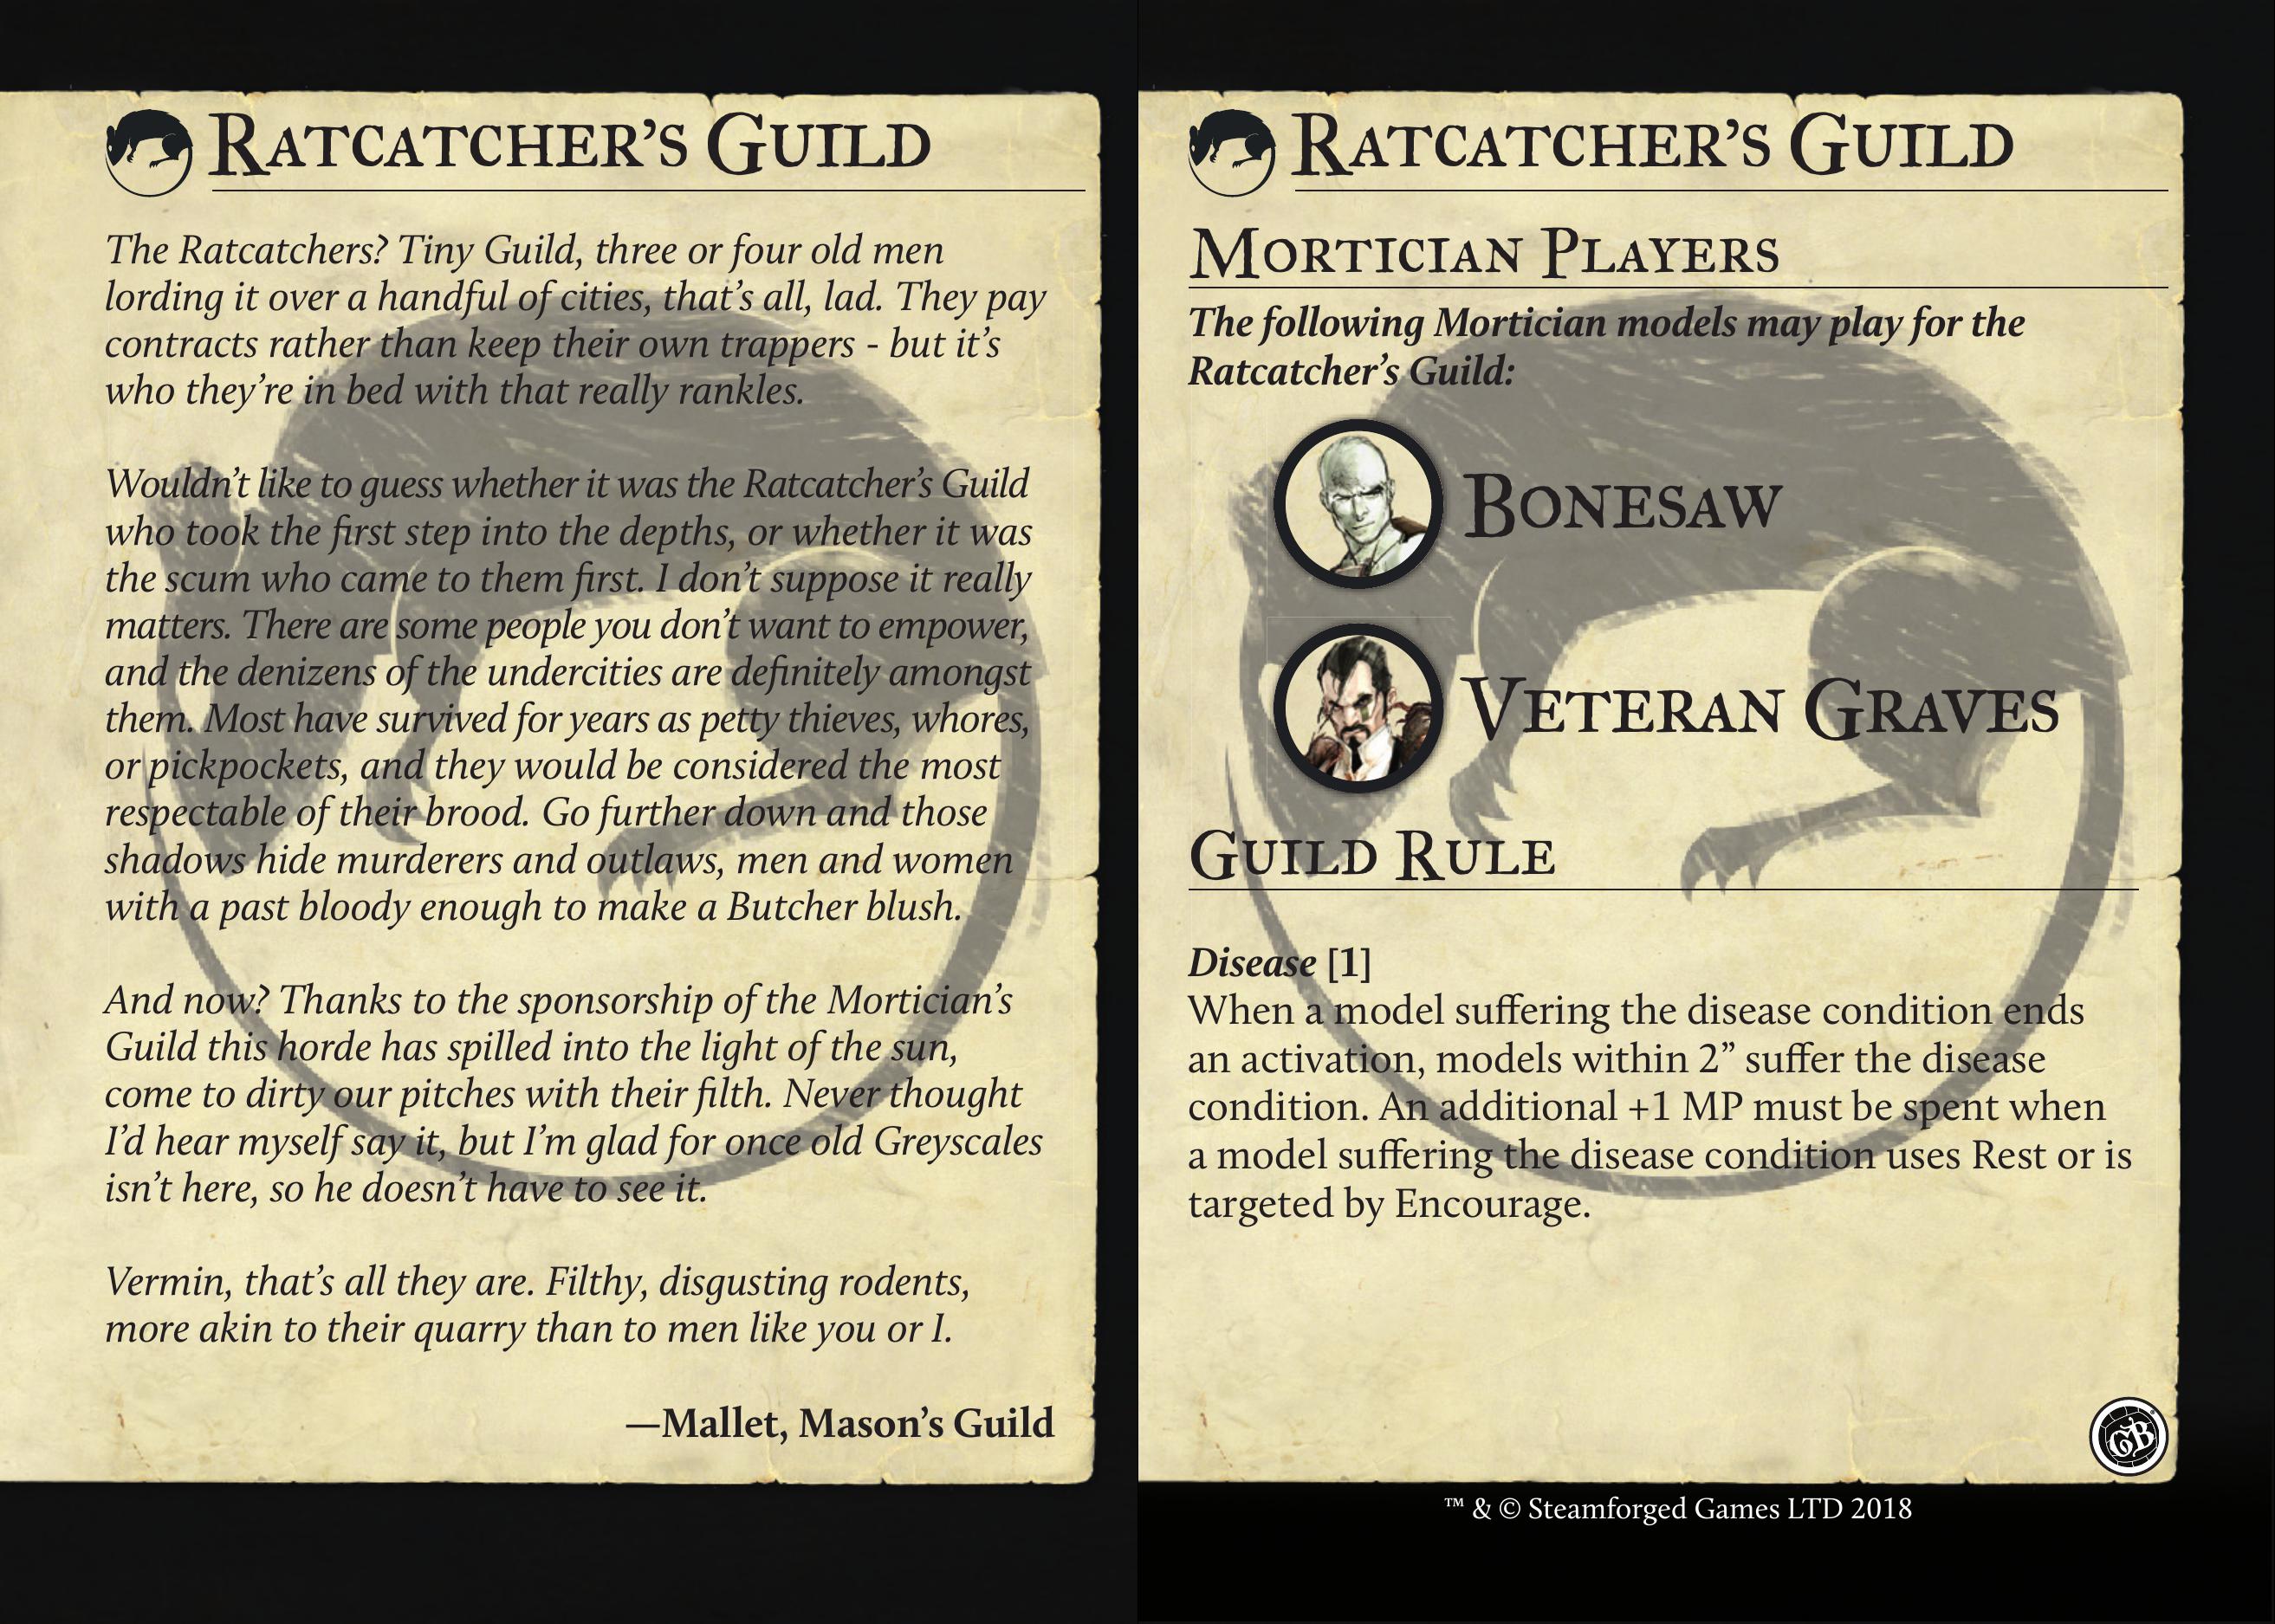 Ratcatcher's Guild
The Ratcatchers? Tiny Guild, three or four old men
lording it over a handful of cities, that's all, lad. They pay
contracts rather than keep their own trappers - but it's
who they're in bed with that really rankles.
Wouldn't like to guess whether it was the Ratcatcher's Guild
who took the first step into the depths, or whether it was
the scum who came to them first. I don't suppose it really
matters. There are some people you don't want to empower,
and the denizens of the undercities are definitely amongst
them. Most have survived for years as petty thieves, whores,
or pickpockets, and they would be considered the most
respectable of their brood. Go further down and those
shadows hide murderers and outlaws, men and women
with a past bloody enough to make a Butcher blush.
And now? Thanks to the sponsorship of the Mortician's
Guild this horde has spilled into the light of the sun,
come to dirty our pitches with their filth. Never thought
I'd hear myself say it, but I'm glad for once old Greyscales
isn't here, so he doesn't have to see it.
Vermin, that's all they are. Filthy, disgusting rodents,
more akin to their quarry than to men like you or I.
—Mallet, Mason's Guild
Ratcatcher's Guild
Mortician Players
The following Mortician models may play for the
Ratcatcher's Guild:
Bonesaw
Veteran Graves
Guild Rule
Disease [1]
When a model suffering the disease condition ends
an activation, models within 2” suffer the disease
condition. An additional +1 MP must be spent when
a model suffering the disease condition uses Rest or is
targeted by Encourage.
GB
™ & © Steamforged Games LTD 2018